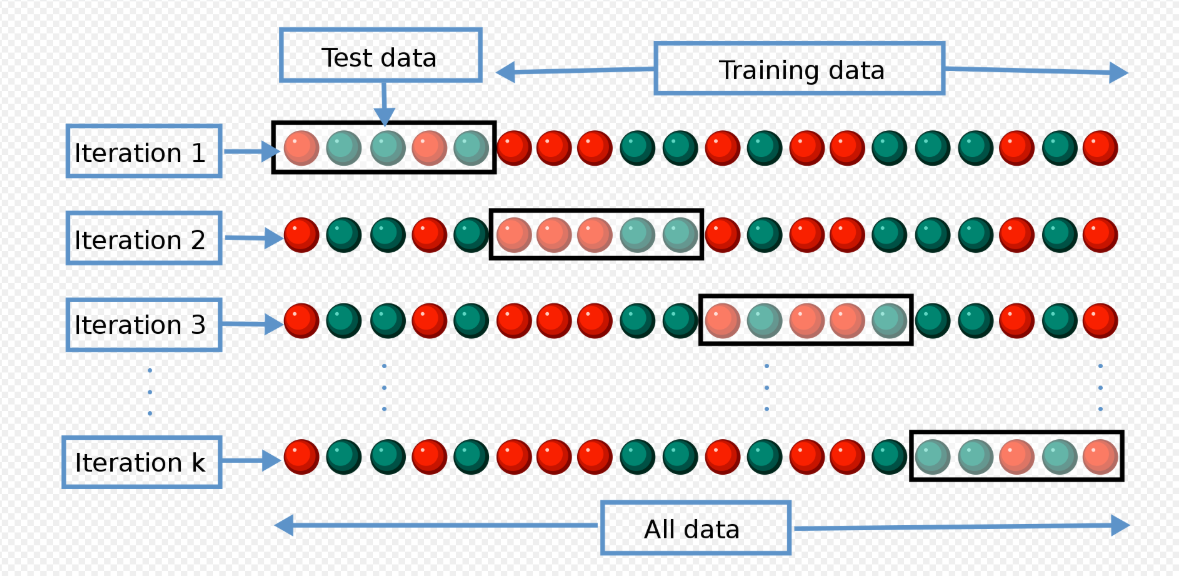 Test data
Training data
Iteration 1
Iteration 2
Iteration 3
Iteration k
All data